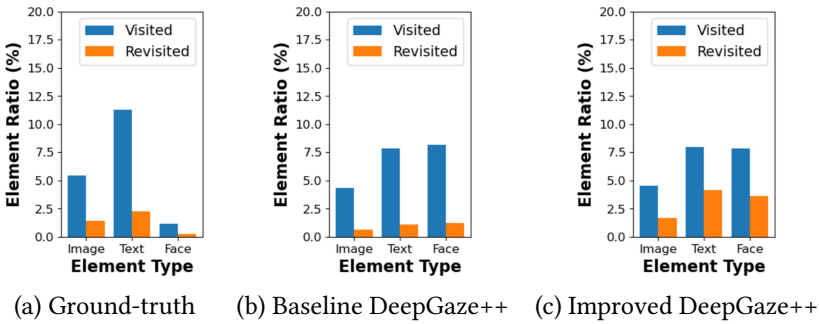 20.0
17.5
15.0
12.5
10.0
7.5
5.0
2.5
0.0
Element Ratio (%)
Visited
Revisited
Image Text Face
Element Type
(a) Ground-truth
20.0
17.5
15.0
12.5
10.0
7.5
5.0
2.5
0.0
Element Ratio (%)
Visited
Revisited
Image Text Face
Element Type
(b) Baseline DeepGaze++
20.0
17.5
15.0
12.5
10.0
7.5
5.0
2.5
0.0
Element Ratio (%)
Visited
Revisited
Image Text Face
Element Type
(c) Improved DeepGaze++